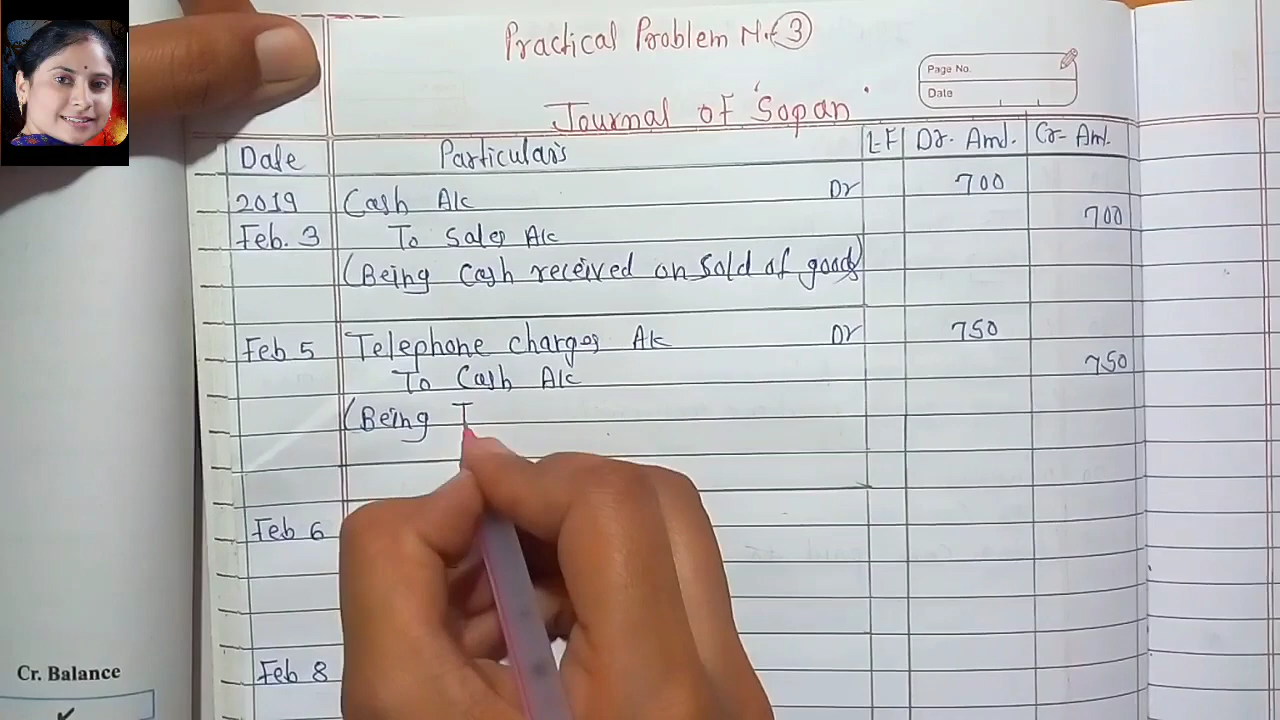 Practical Problem N. 3
Page No.
Date
Journal of 'Sopan'
Date Particulars L-F Dr. Amt. Cr- Amt.
2019 Cash A/c Dr 700
Feb. 3 To Sales A/c 700
(Being Cash received on sold of goods)
Feb 5 Telephone charges A/c Dr 750
To Cash A/c 750
(Being T
Feb 6
Feb 8
Cr. Balance